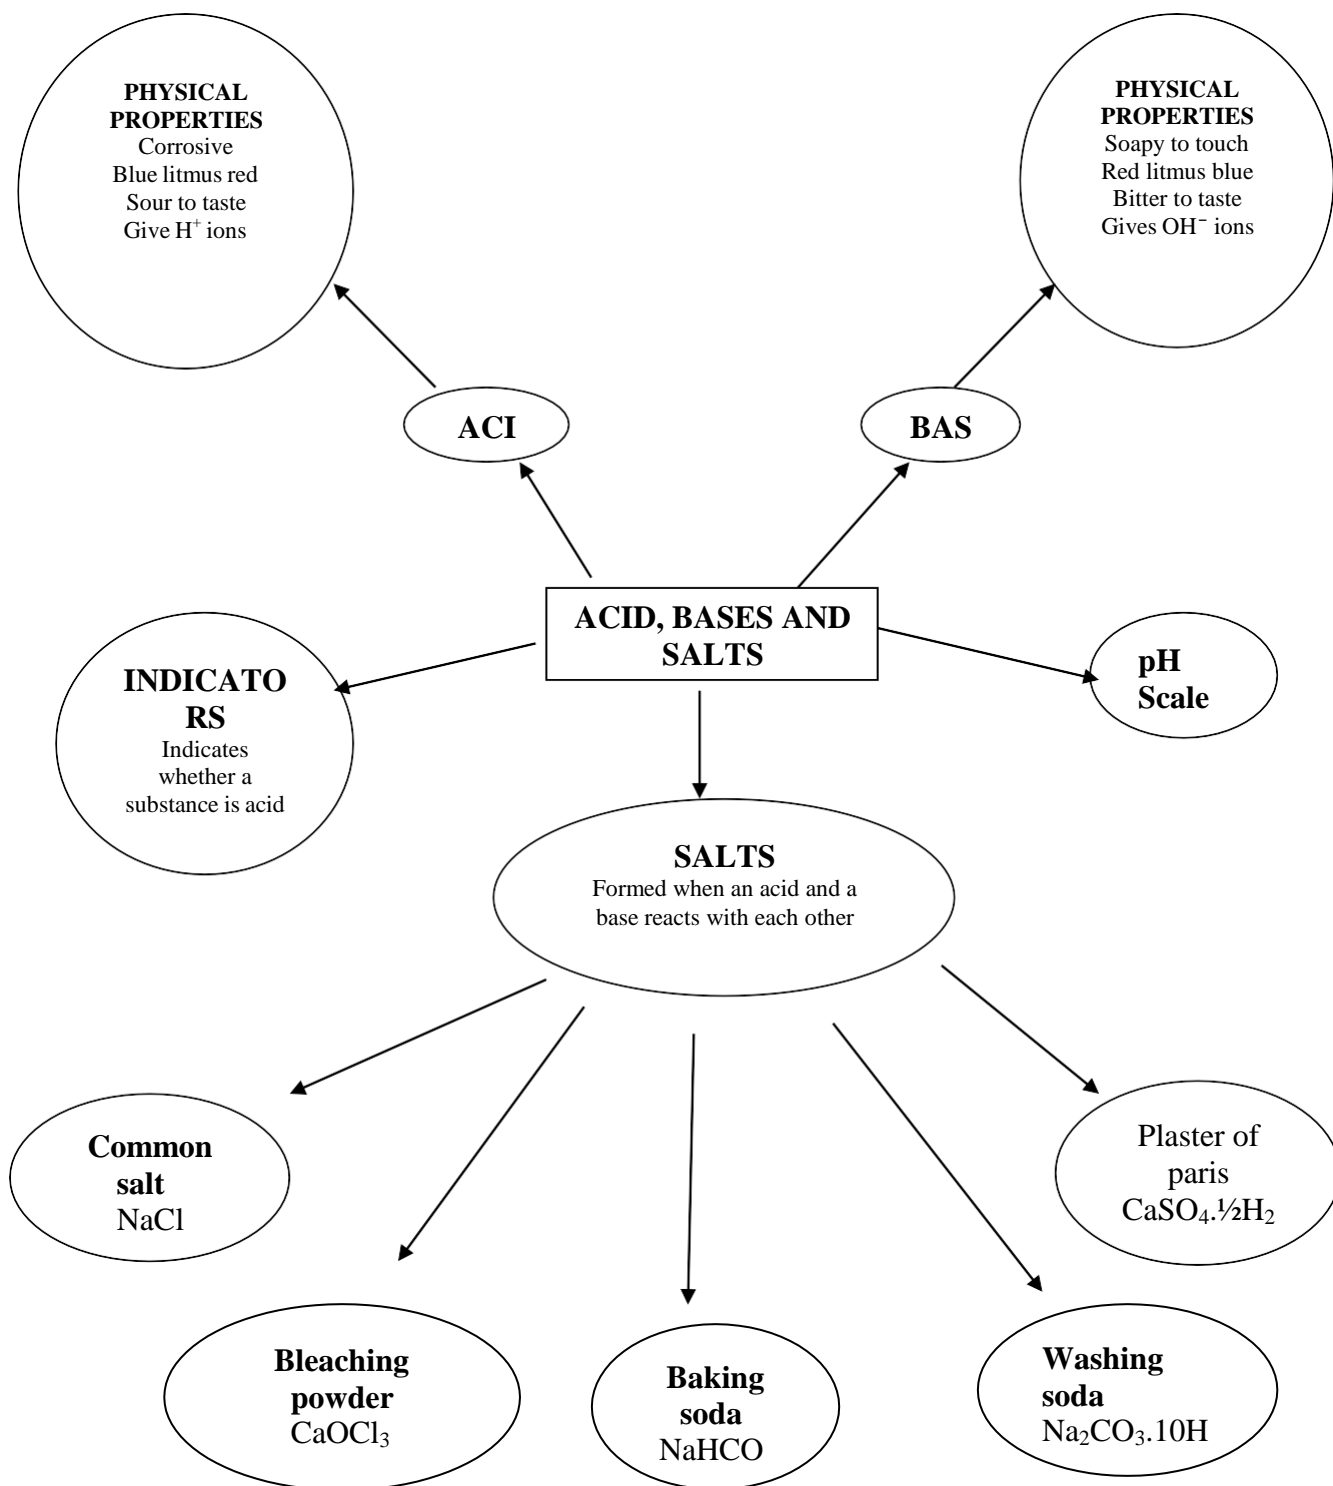 PHYSICAL
PROPERTIES
Corrosive
Blue litmus red
Sour to taste
Give H⁺ ions
PHYSICAL
PROPERTIES
Soapy to touch
Red litmus blue
Bitter to taste
Gives OH⁻ ions
ACI
BAS
ACID, BASES AND
SALTS
INDICATO
RS
Indicates
whether a
substance is acid
pH
Scale
SALTS
Formed when an acid and a
base reacts with each other
Common
salt
NaCl
Plaster of
paris
CaSO₄.½H₂
Bleaching
powder
CaOCl₃
Baking
soda
NaHCO
Washing
soda
Na₂CO₃.10H